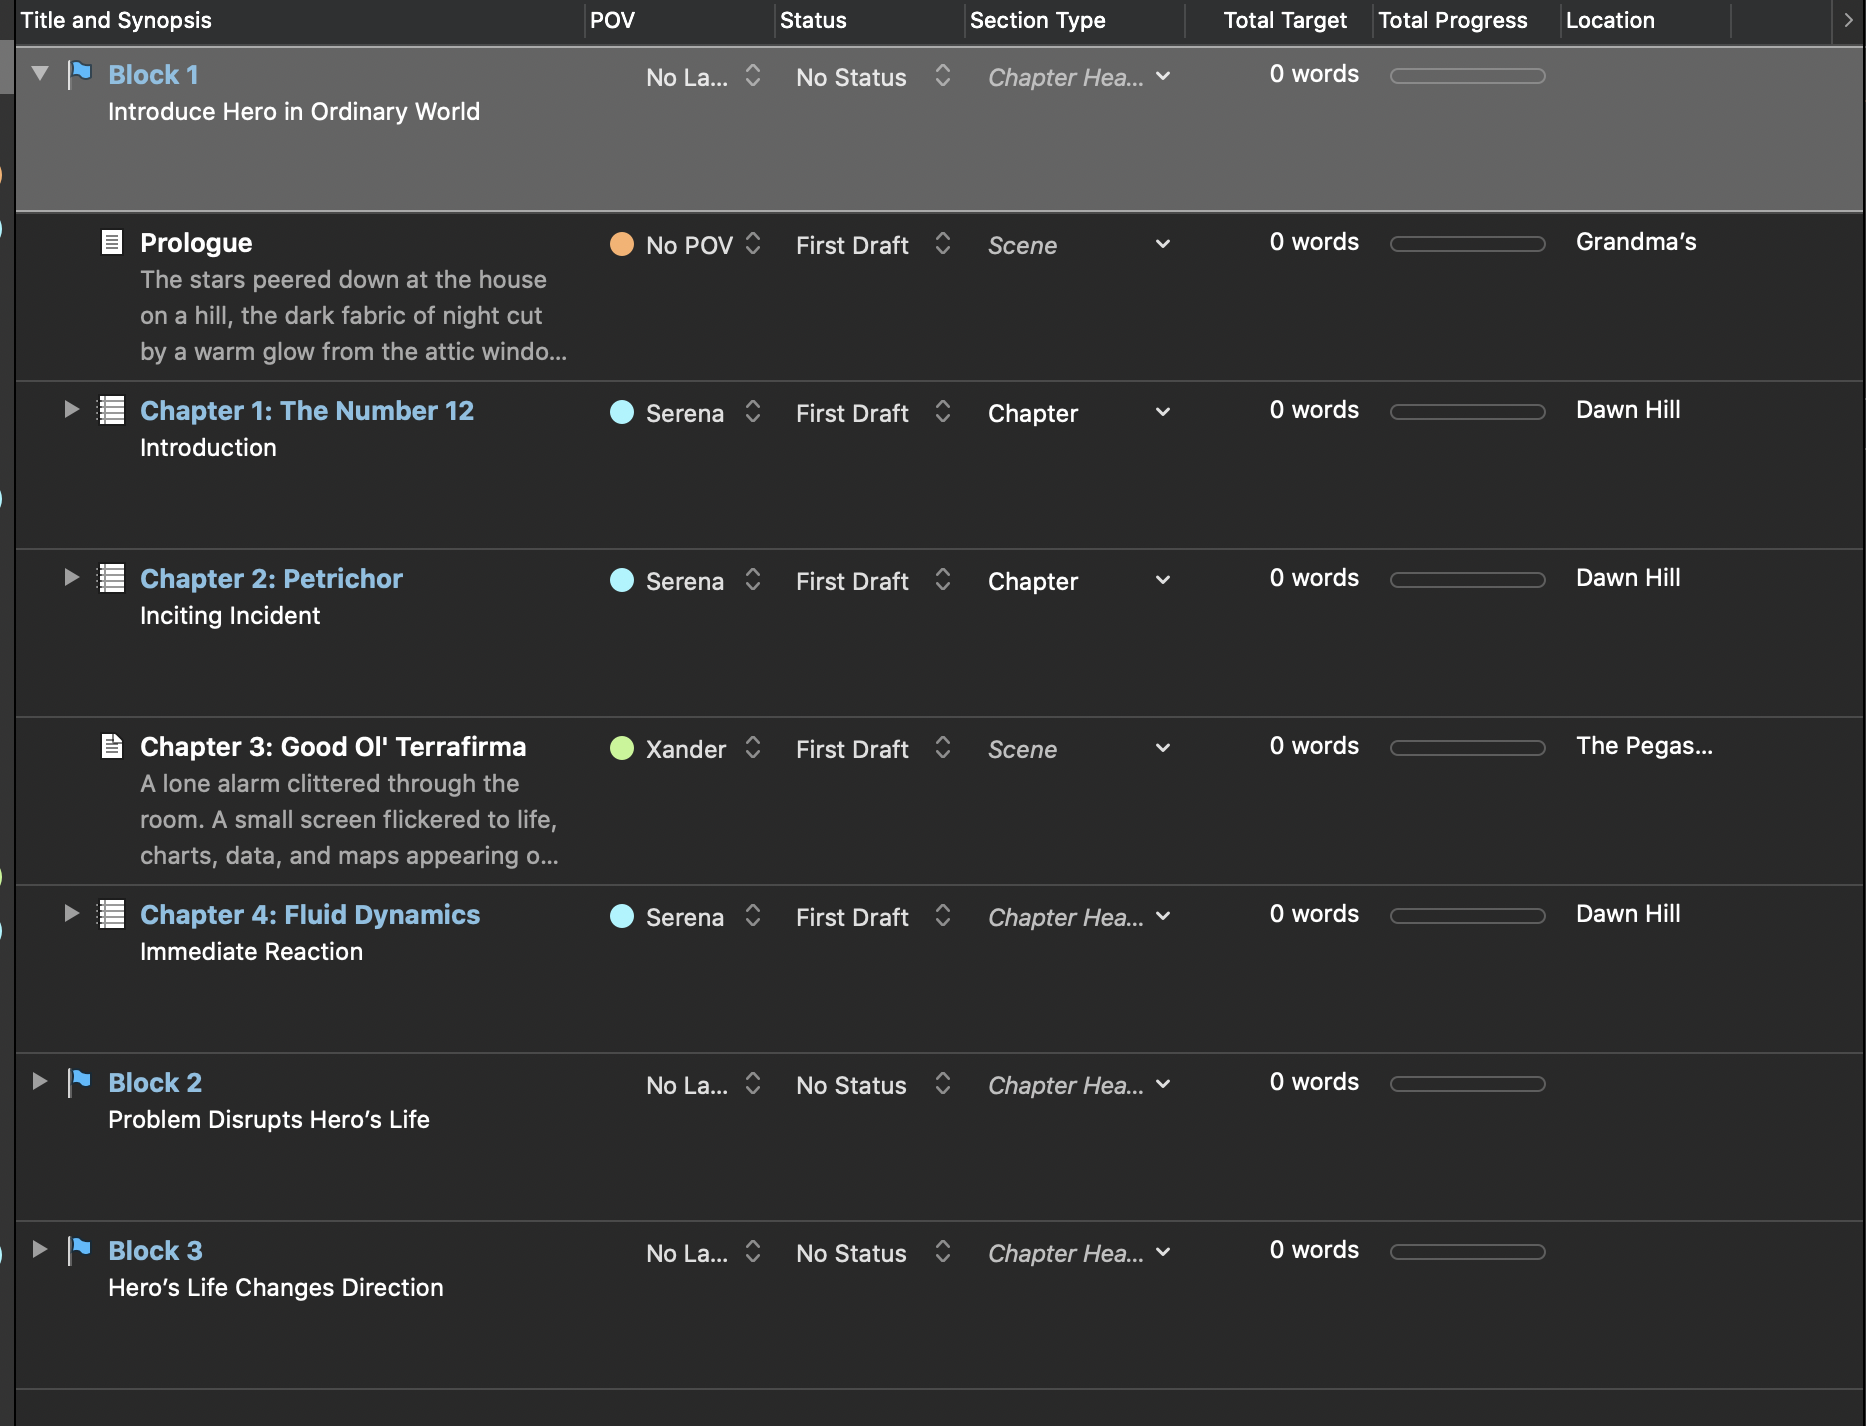 Title and Synopsis POV Status Section Type Total Target Total Progress Location
Block 1 No La... No Status Chapter Hea... 0 words
Introduce Hero in Ordinary World
Prologue No POV First Draft Scene 0 words Grandma’s
The stars peered down at the house
on a hill, the dark fabric of night cut
by a warm glow from the attic windo...
Chapter 1: The Number 12 Serena First Draft Chapter 0 words Dawn Hill
Introduction
Chapter 2: Petrichor Serena First Draft Chapter 0 words Dawn Hill
Inciting Incident
Chapter 3: Good Ol' Terrafirma Xander First Draft Scene 0 words The Pegas...
A lone alarm clittered through the
room. A small screen flickered to life,
charts, data, and maps appearing o...
Chapter 4: Fluid Dynamics Serena First Draft Chapter Hea... 0 words Dawn Hill
Immediate Reaction
Block 2 No La... No Status Chapter Hea... 0 words
Problem Disrupts Hero’s Life
Block 3 No La... No Status Chapter Hea... 0 words
Hero’s Life Changes Direction